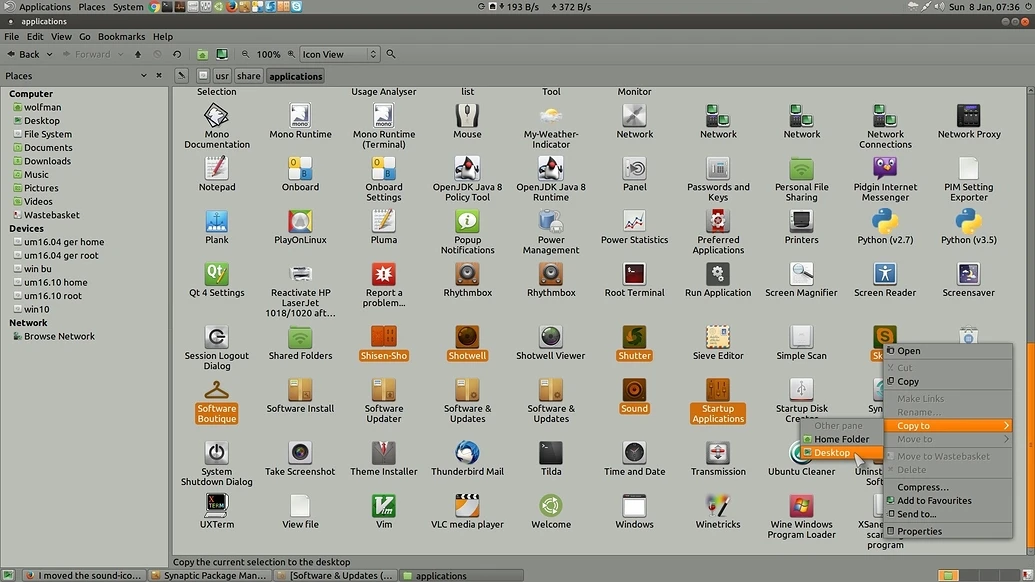 Applications Places System 193 B/s 372 B/s Sun 8 Jan, 07:36
applications
File Edit View Go Bookmarks Help
Back Forward 100% Icon View
Places usr share applications
Computer
wolfman
Desktop
File System
Documents
Downloads
Music
Pictures
Videos
Wastebasket
Devices
um16.04 ger home
um16.04 ger root
win bu
um16.10 home
um16.10 root
win10
Network
Browse Network
Selection Usage Analyser list Tool Monitor
Mono Documentation
Mono Runtime
Mono Runtime (Terminal)
Mouse
My-Weather-Indicator
Network
Network
Network
Network Connections
Network Proxy
Notepad
Onboard
Onboard Settings
OpenJDK Java 8 Policy Tool
OpenJDK Java 8 Runtime
Panel
Passwords and Keys
Personal File Sharing
Pidgin Internet Messenger
PIM Setting Exporter
Plank
PlayOnLinux
Pluma
Popup Notifications
Power Management
Power Statistics
Preferred Applications
Printers
Python (v2.7)
Python (v3.5)
Qt 4 Settings
Reactivate HP LaserJet 1018/1020 aft...
Report a problem...
Rhythmbox
Rhythmbox
Root Terminal
Run Application
Screen Magnifier
Screen Reader
Screensaver
Session Logout Dialog
Shared Folders
Shisen-Sho
Shotwell
Shotwell Viewer
Shutter
Sieve Editor
Simple Scan
Software Boutique
Software Install
Software Updater
Software & Updates
Software & Updates
Sound
Startup Applications
Startup Disk
System Shutdown Dialog
Take Screenshot
Theme Installer
Thunderbird Mail
Tilda
Time and Date
Transmission
Ubuntu Cleaner
UXTerm
View file
Vim
VLC media player
Welcome
Windows
Winetricks
Wine Windows Program Loader
program
Open
Cut
Copy
Make Links
Rename...
Copy to
Move to
Move to Wastebasket
Delete
Compress...
Add to Favourites
Send to...
Properties
Other pane
Home Folder
Desktop
Copy the current selection to the desktop
I moved the sound-ico... Synaptic Package Man... [Software & Updates (... applications